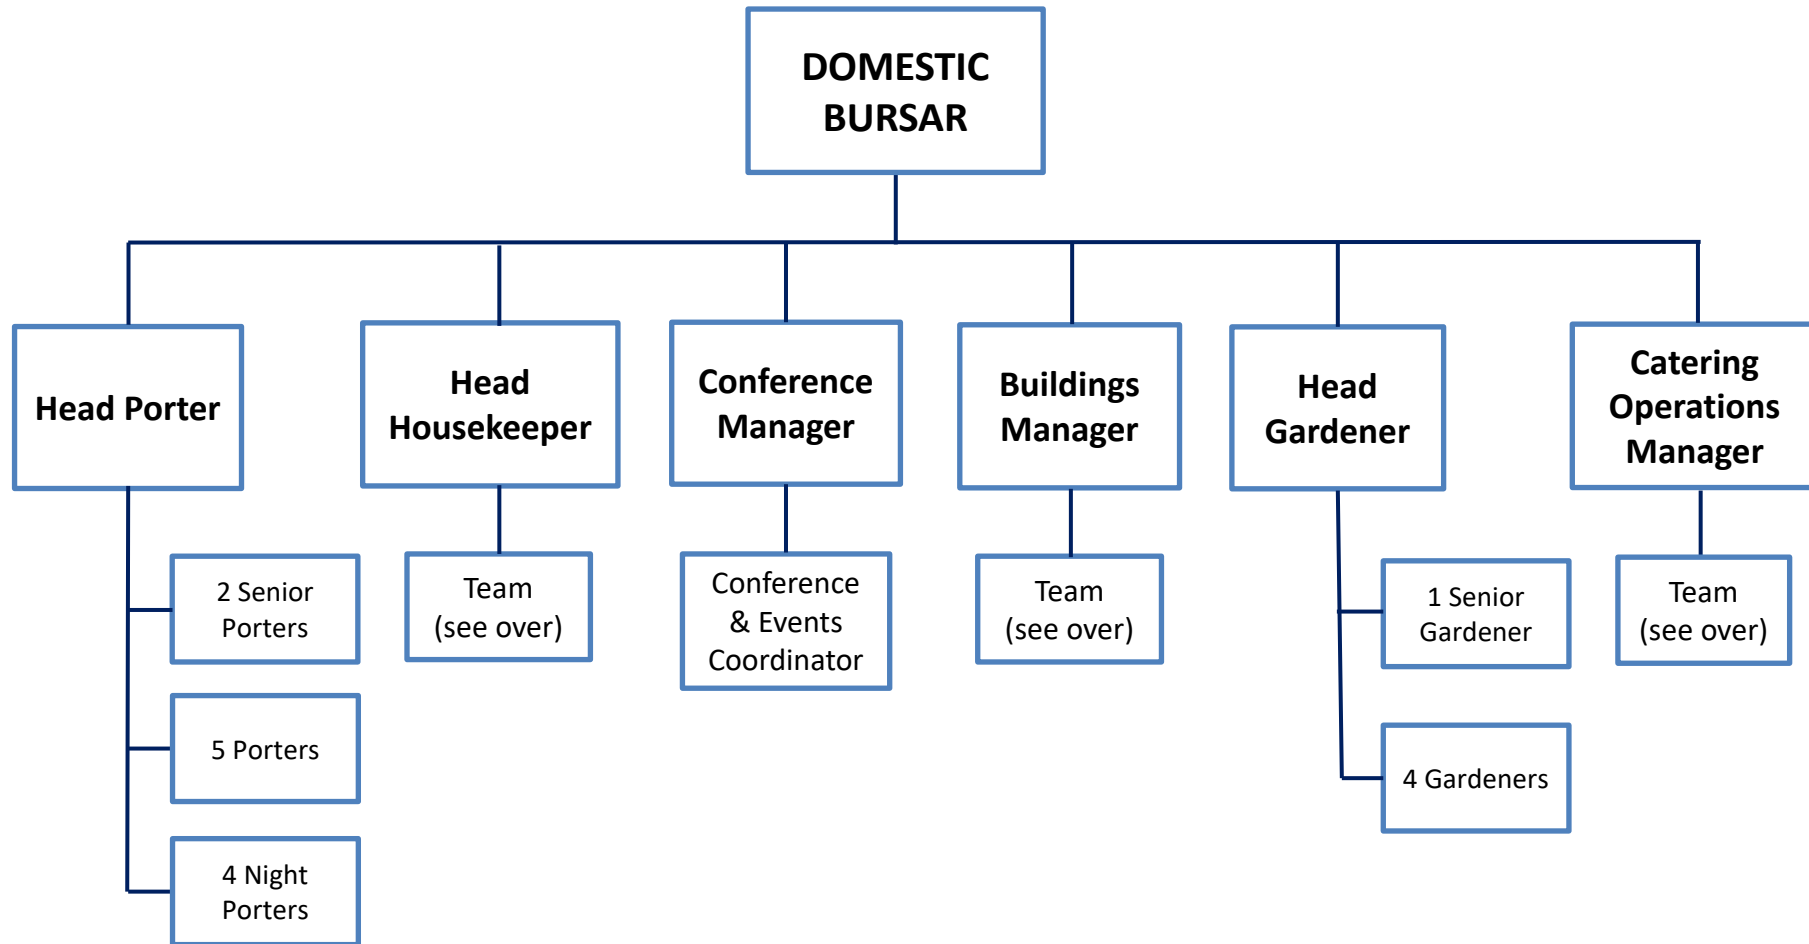 DOMESTIC
BURSAR
Head Porter
Head
Housekeeper
Conference
Manager
Buildings
Manager
Head
Gardener
Catering
Operations
Manager
2 Senior
Porters
5 Porters
4 Night
Porters
Team
(see over)
Conference
& Events
Coordinator
Team
(see over)
1 Senior
Gardener
4 Gardeners
Team
(see over)